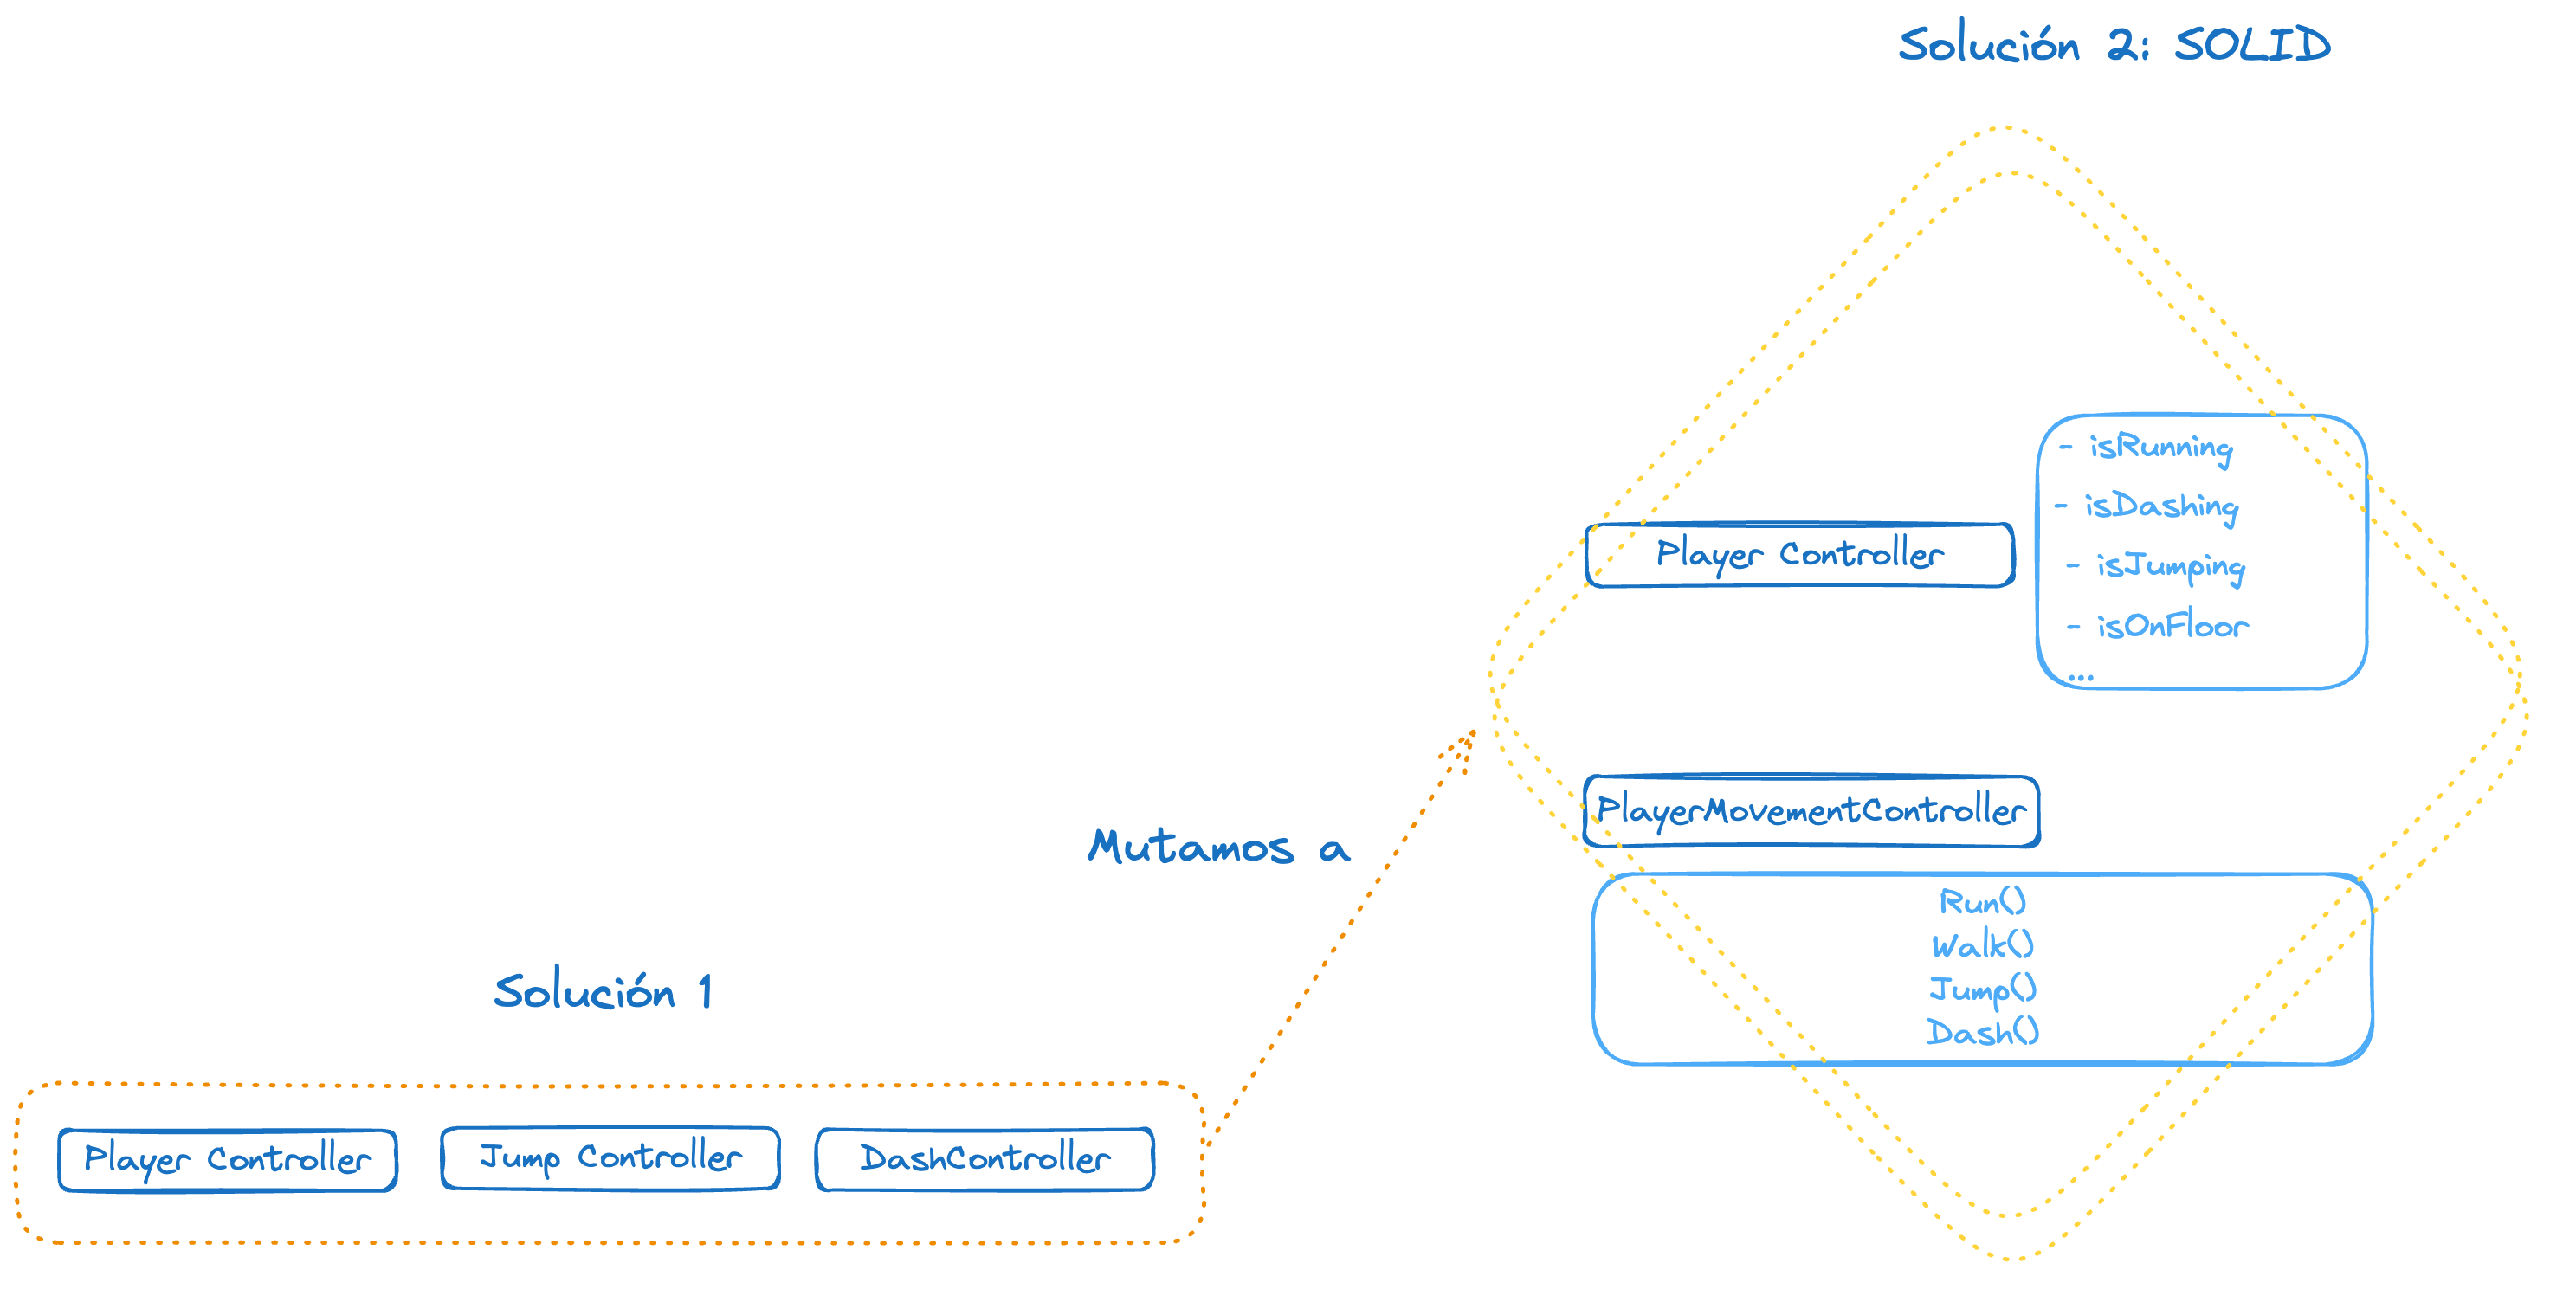 Solución 2: SOLID
Player Controller
- isRunning
- isDashing
- isJumping
- isOnFloor
...
PlayerMovementController
Run()
Walk()
Jump()
Dash()
Mutamos a
Solución 1
Player Controller
Jump Controller
DashController